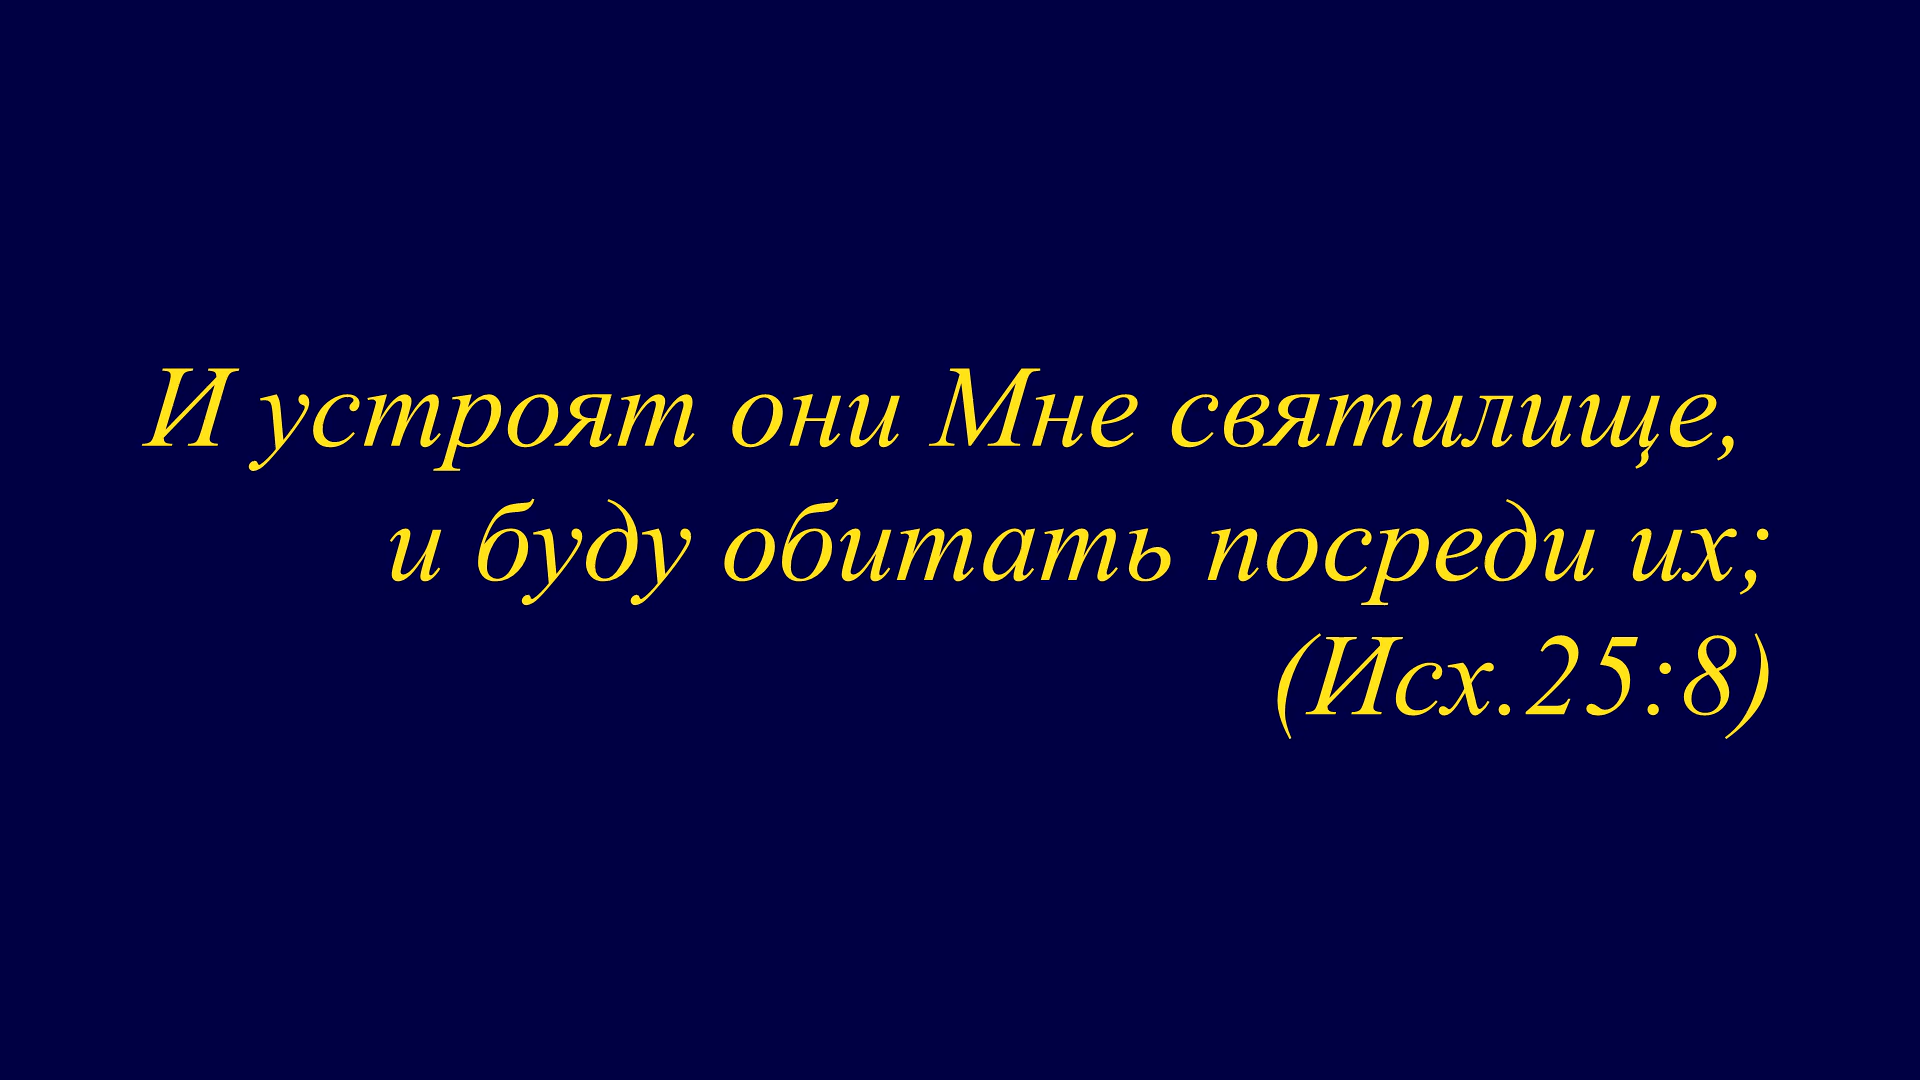 И устроят они Мне святилище,
и буду обитать посреди их;
(Исх.25:8)